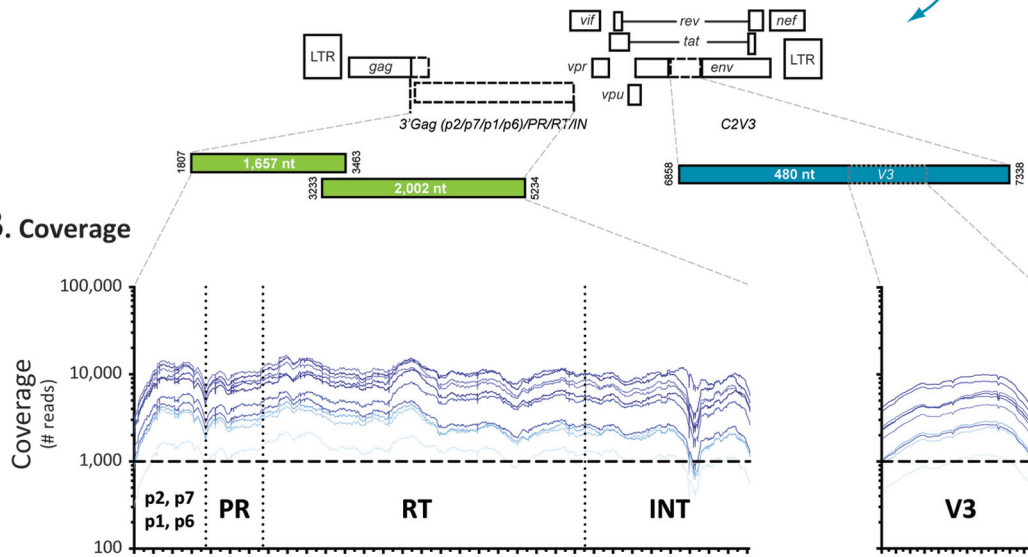 vif
rev
nef
tat
LTR
gag
vpr
env
LTR
vpu
3'Gag (p2/p7/p1/p6)/PR/RT/IN
C2V3
1807
1,657 nt
3463
3233
2,002 nt
5234
6858
480 nt
V3
7338
. Coverage
100,000
10,000
1,000
100
Coverage
(# reads)
p2, p7
p1, p6
PR
RT
INT
V3